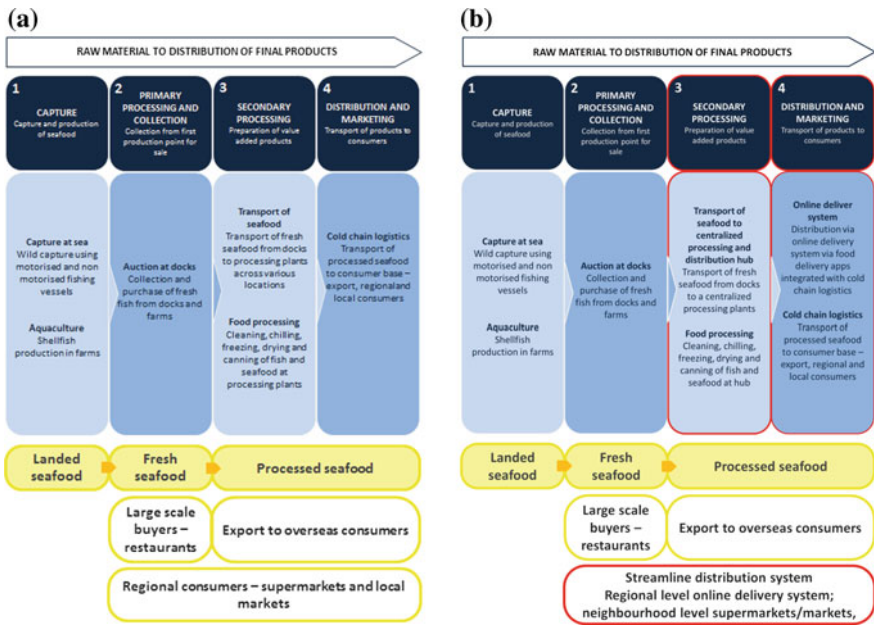 (a)
RAW MATERIAL TO DISTRIBUTION OF FINAL PRODUCTS
1
CAPTURE
Capture and production
of seafood
2
PRIMARY
PROCESSING AND
COLLECTION
Collection from first
production point for
sale
3
SECONDARY
PROCESSING
Preparation of value
added products
4
DISTRIBUTION AND
MARKETING
Transport of products to
consumers
Capture at sea
Wild capture using
motorised and non
motorised fishing
vessels
Aquaculture
Shellfish
production in farms
Auction at docks
Collection and
purchase of fresh
fish from docks and
farms
Transport of
seafood
Transport of fresh
seafood from docks
to processing plants
across various
locations
Food processing
Cleaning, chilling,
freezing, drying and
canning of fish and
seafood at
processing plants
Cold chain logistics
Transport of
processed seafood
to consumer base –
export, regionaland
local consumers
Landed
seafood
Fresh
seafood
Processed seafood
Large scale
buyers –
restaurants
Export to overseas consumers
Regional consumers – supermarkets and local
markets
(b)
RAW MATERIAL TO DISTRIBUTION OF FINAL PRODUCTS
1
CAPTURE
Capture and production
of seafood
2
PRIMARY
PROCESSING AND
COLLECTION
Collection from first
production point for
sale
3
SECONDARY
PROCESSING
Preparation of value
added products
4
DISTRIBUTION AND
MARKETING
Transport of products to
consumers
Capture at sea
Wild capture using
motorised and non
motorised fishing
vessels
Aquaculture
Shellfish
production in farms
Auction at docks
Collection and
purchase of fresh
fish from docks and
farms
Transport of
seafood to
centralized
processing and
distribution hub
Transport of fresh
seafood from docks
to a centralized
processing plants
Food processing
Cleaning, chilling,
freezing, drying and
canning of fish and
seafood at hub
Online deliver
system
Distribution via
online delivery
system via food
delivery apps
integrated with cold
chain logistics
Cold chain logistics
Transport of
processed seafood
to consumer base –
export, regional and
local consumers
Landed
seafood
Fresh
seafood
Processed seafood
Large scale
buyers –
restaurants
Export to overseas consumers
Streamline distribution system
Regional level online delivery system;
neighbourhood level supermarkets/markets,